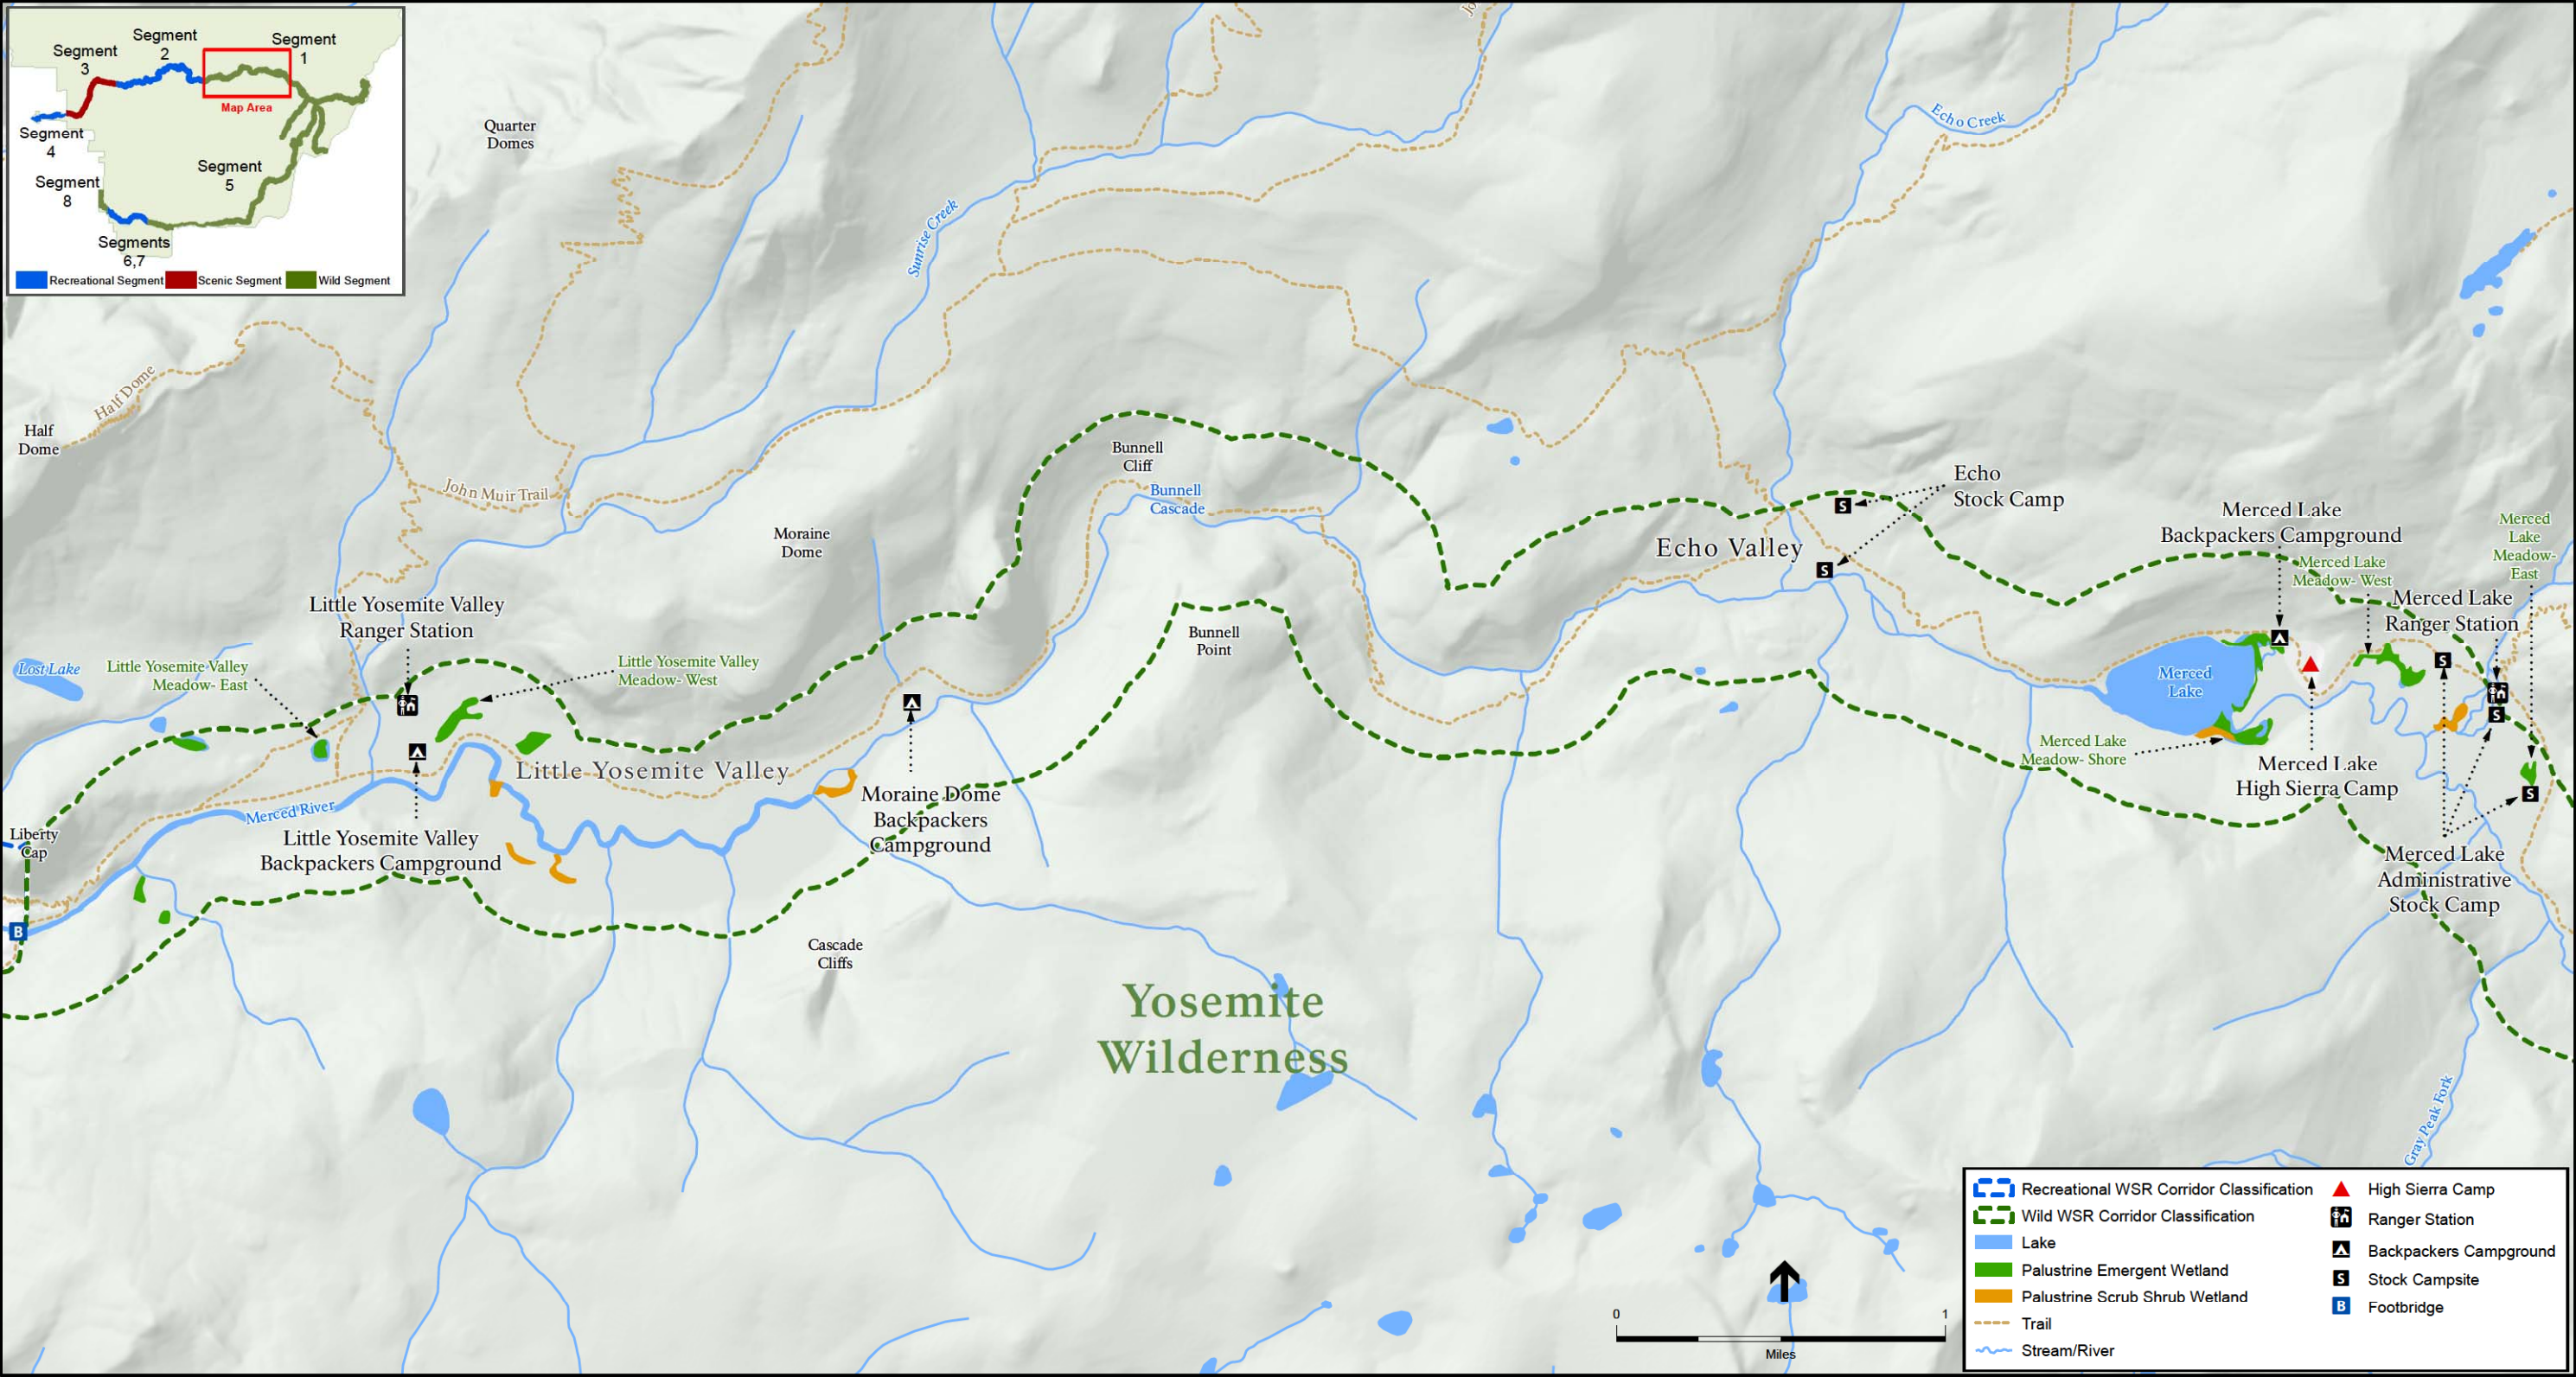 Segment
3
Segment
2
Segment
1
Map Area
Segment
4
Segment
5
Segment
8
Segments
6,7
Recreational Segment
Scenic Segment
Wild Segment
Jo
Quarter
Domes
Echo Creek
Sunrise Creek
Half Dome
Half
Dome
John Muir Trail
Bunnell
Cliff
Bunnell
Cascade
Moraine
Dome
Echo
Stock Camp
Echo Valley
Merced Lake
Backpackers Campground
Merced
Lake
Meadow-
East
Merced Lake
Meadow- West
Merced Lake
Ranger Station
Little Yosemite Valley
Ranger Station
Bunnell
Point
Lost Lake
Little Yosemite Valley
Meadow- East
Little Yosemite Valley
Meadow- West
Merced
Lake
S
S
S
S
S
Merced Lake
Meadow- Shore
Merced Lake
High Sierra Camp
Little Yosemite Valley
Moraine Dome
Backpackers
Campground
Merced River
Liberty
Cap
Little Yosemite Valley
Backpackers Campground
Merced Lake
Administrative
Stock Camp
B
Cascade
Cliffs
Yosemite
Wilderness
Gray Peak Fork
0
1
Miles
Recreational WSR Corridor Classification
Wild WSR Corridor Classification
Lake
Palustrine Emergent Wetland
Palustrine Scrub Shrub Wetland
Trail
Stream/River
High Sierra Camp
Ranger Station
Backpackers Campground
S
Stock Campsite
B
Footbridge